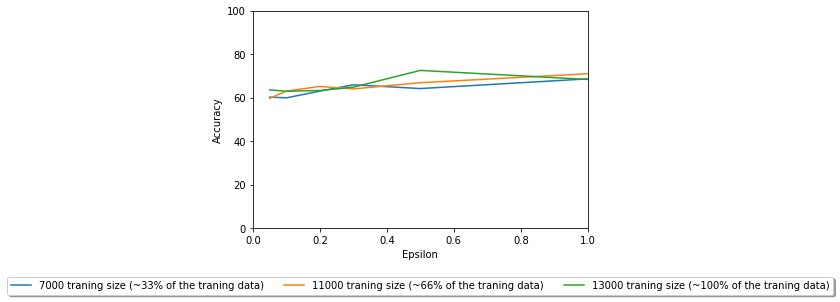 100
80
60
40
20
0
Accuracy
0.0 0.2 0.4 0.6 0.8 1.0
Epsilon
7000 traning size (~33% of the traning data) 11000 traning size (~66% of the traning data) 13000 traning size (~100% of the traning data)